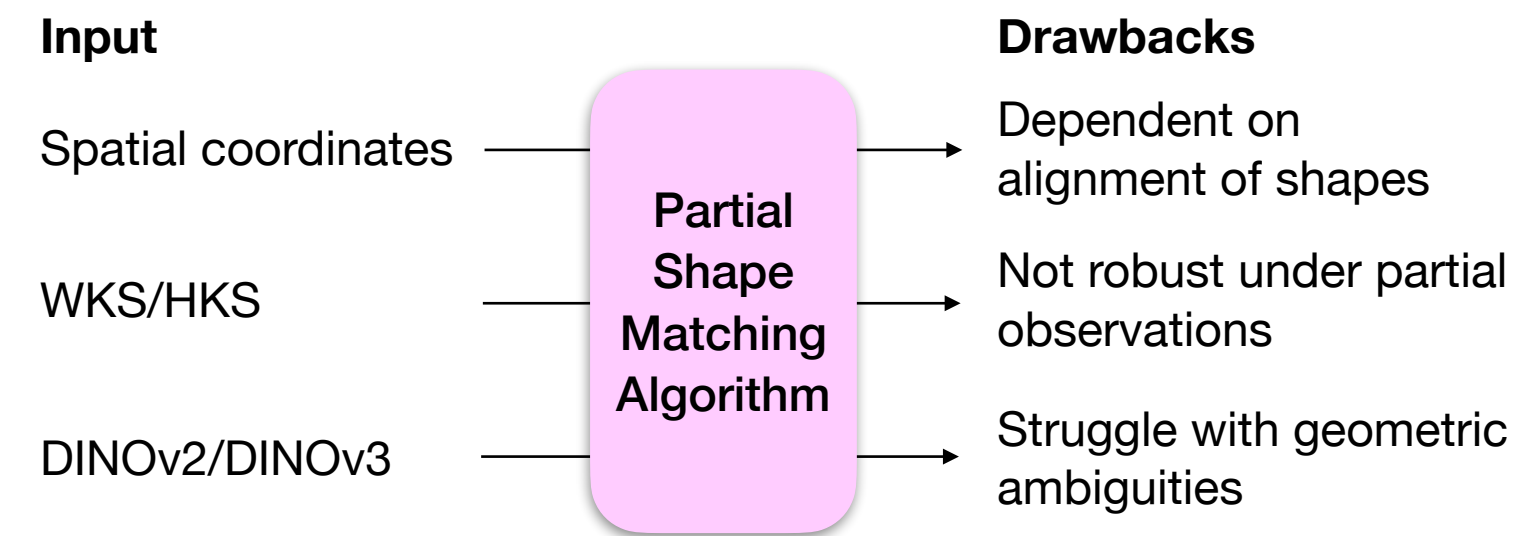 Input
Drawbacks
Spatial coordinates
Dependent on
alignment of shapes
WKS/HKS
Not robust under partial
observations
DINOv2/DINOv3
Struggle with geometric
ambiguities
Partial
Shape
Matching
Algorithm